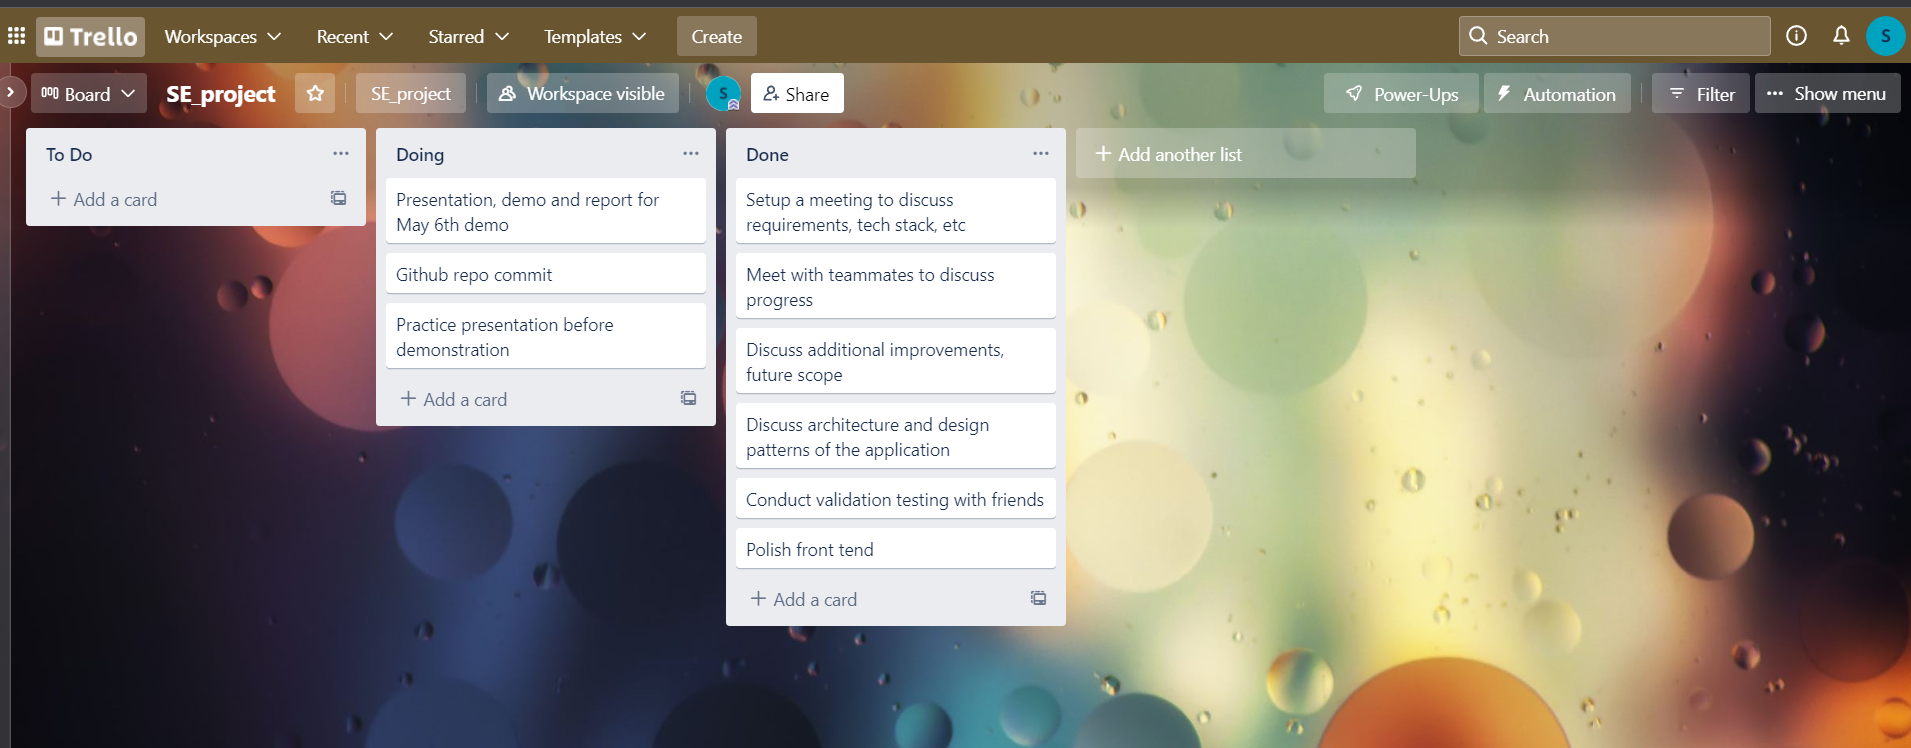 Trello Workspaces Recent Starred Templates Create Search S
Board SE_project SE_project Workspace visible S Share Power-Ups Automation Filter Show menu
To Do
Add a card
Doing
Presentation, demo and report for
May 6th demo
Github repo commit
Practice presentation before
demonstration
Add a card
Done
Setup a meeting to discuss
requirements, tech stack, etc
Meet with teammates to discuss
progress
Discuss additional improvements,
future scope
Discuss architecture and design
patterns of the application
Conduct validation testing with friends
Polish front tend
Add a card
Add another list